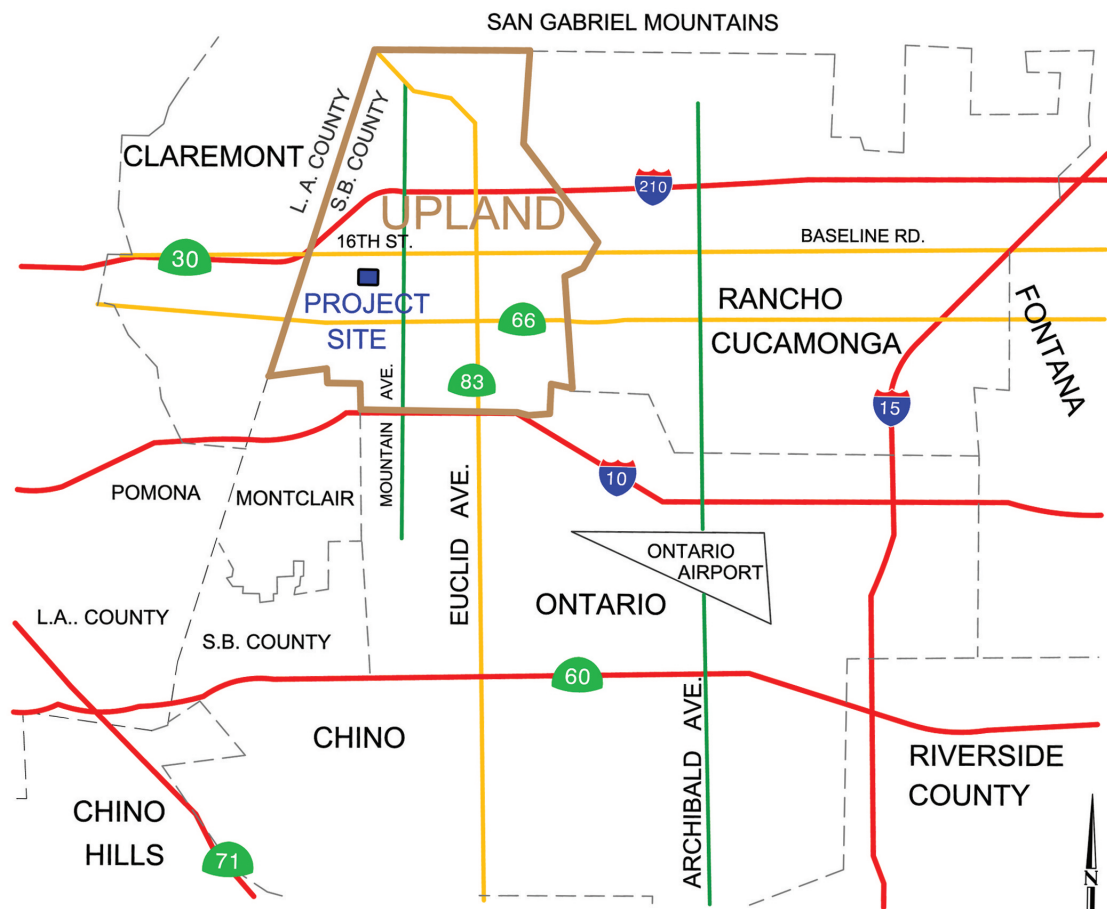 SAN GABRIEL MOUNTAINS
CLAREMONT
L. A. COUNTY
S.B. COUNTY
210
UPLAND
16TH ST.
BASELINE RD.
30
PROJECT
SITE
66
RANCHO
CUCAMONGA
FONTANA
83
15
MOUNTAIN AVE.
10
POMONA
MONTCLAIR
EUCLID AVE.
ONTARIO
AIRPORT
ONTARIO
L.A.. COUNTY
S.B. COUNTY
60
ARCHIBALD AVE.
CHINO
RIVERSIDE
COUNTY
CHINO
HILLS
71
N